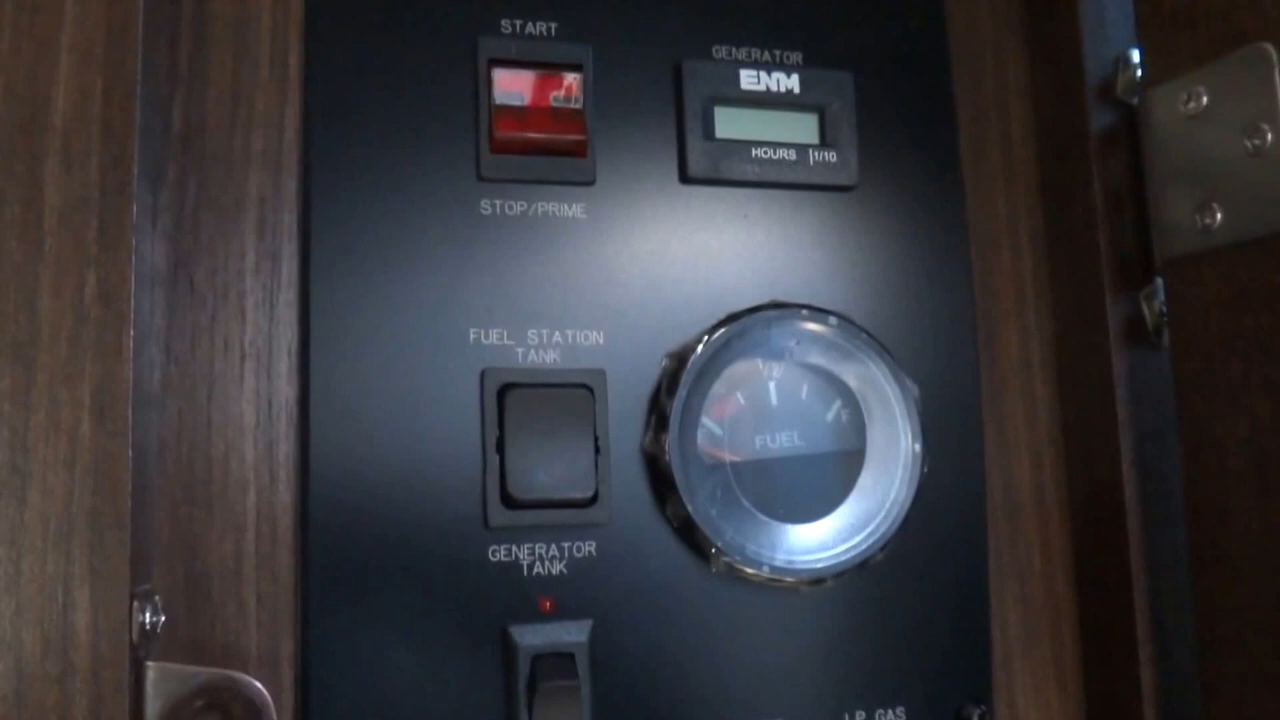 START
GENERATOR
ENM
HOURS 1/10
STOP/PRIME
FUEL STATION
TANK
FUEL
GENERATOR
TANK
LP GAS